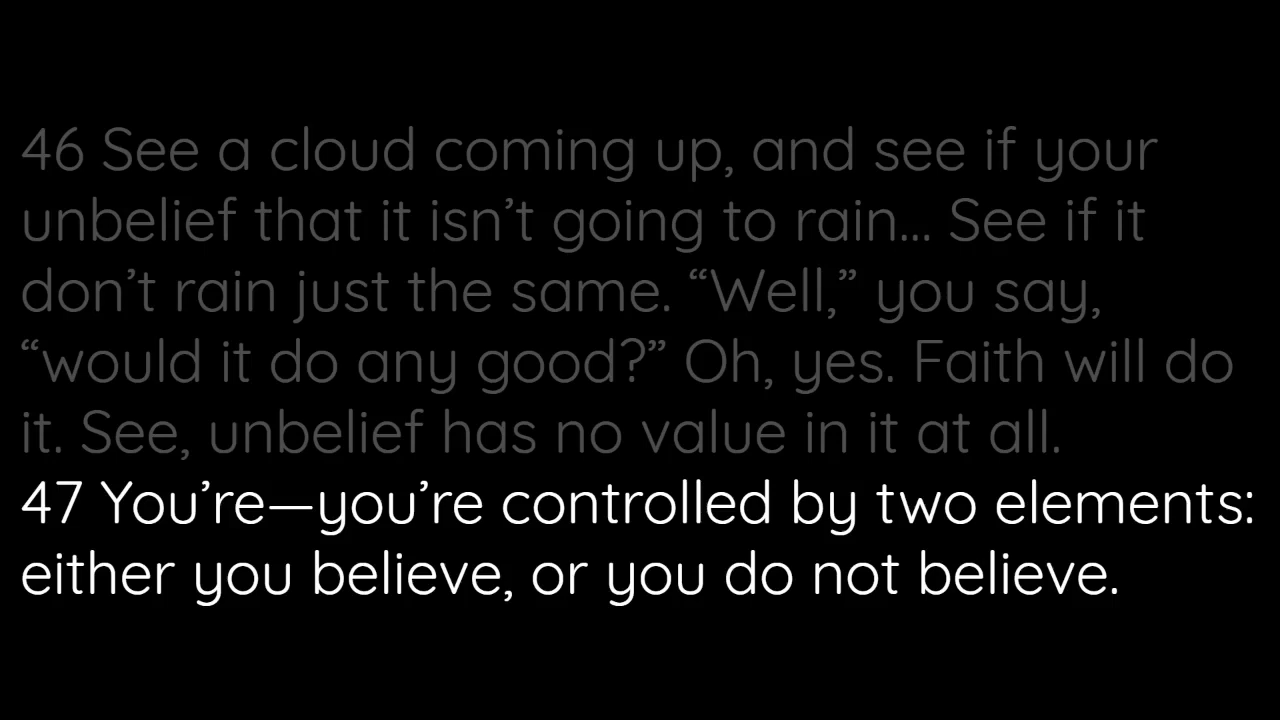 46 See a cloud coming up, and see if your
unbelief that it isn’t going to rain... See if it
don’t rain just the same. “Well,” you say,
“would it do any good?” Oh, yes. Faith will do
it. See, unbelief has no value in it at all.
47 You’re—you’re controlled by two elements:
either you believe, or you do not believe.